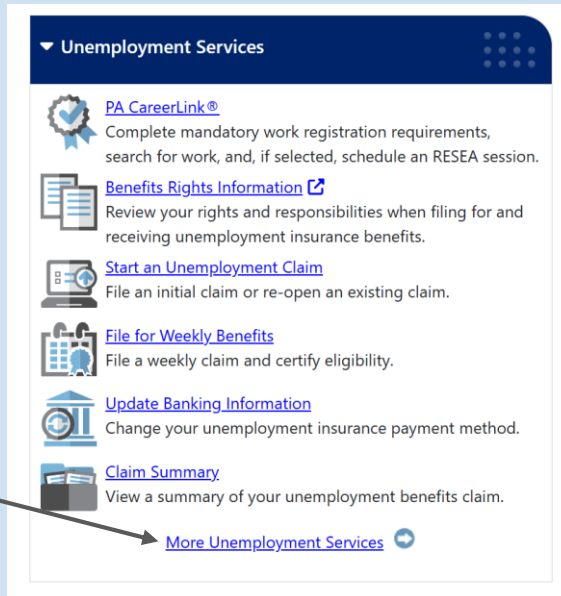 Unemployment Services
PA CareerLink®
Complete mandatory work registration requirements,
search for work, and, if selected, schedule an RESEA session.
Benefits Rights Information
Review your rights and responsibilities when filing for and
receiving unemployment insurance benefits.
Start an Unemployment Claim
File an initial claim or re-open an existing claim.
File for Weekly Benefits
File a weekly claim and certify eligibility.
Update Banking Information
Change your unemployment insurance payment method.
Claim Summary
View a summary of your unemployment benefits claim.
More Unemployment Services